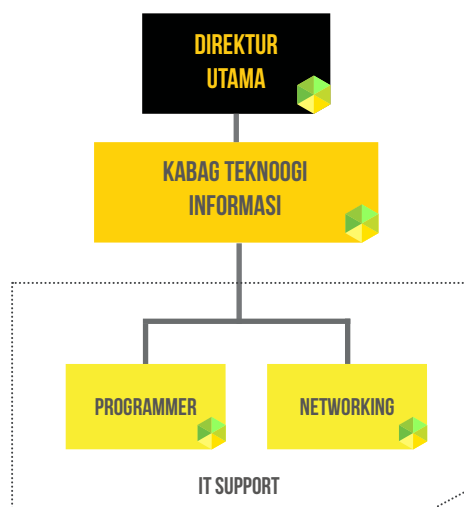 DIREKTUR
UTAMA
KABAG TEKNOOGI
INFORMASI
PROGRAMMER
NETWORKING
IT SUPPORT